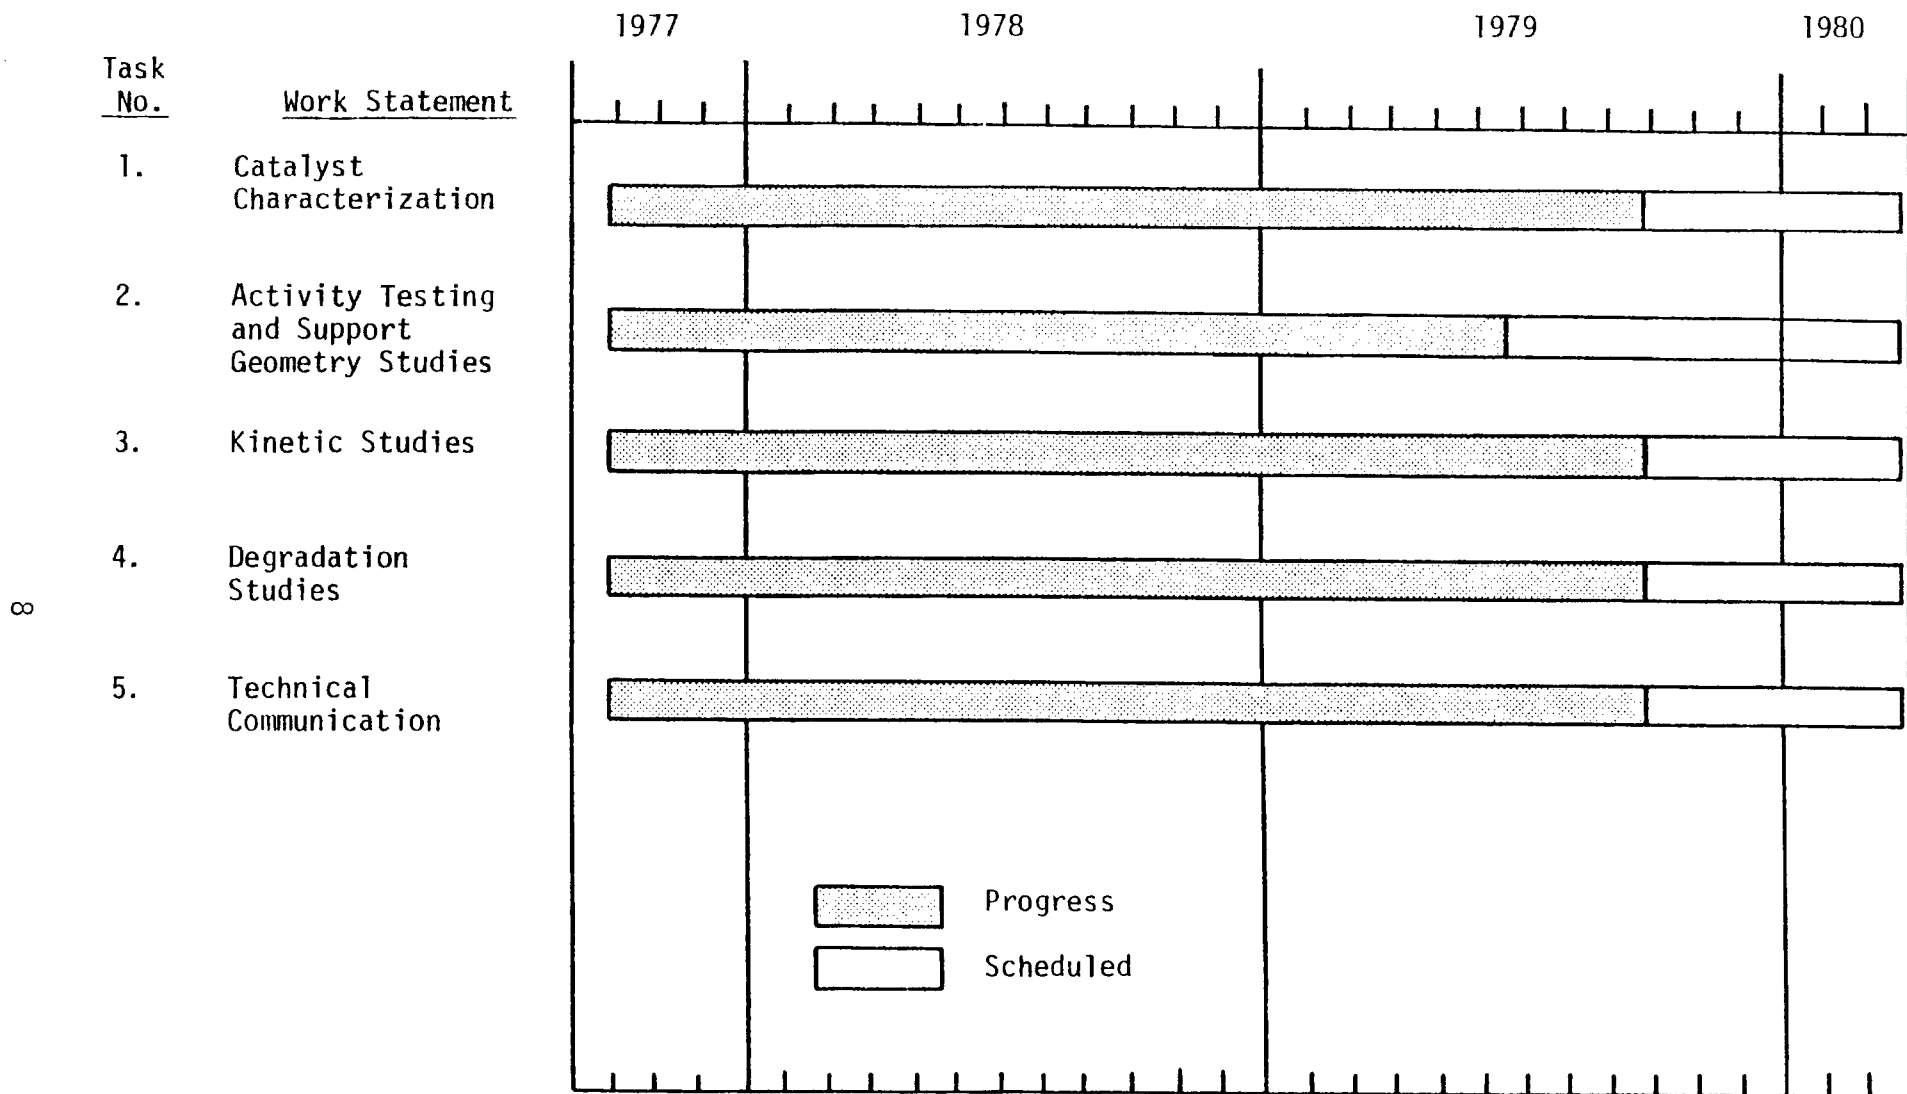 1977 1978 1979 1980
Task
No. Work Statement
1. Catalyst
Characterization
2. Activity Testing
and Support
Geometry Studies
3. Kinetic Studies
4. Degradation
Studies
8
5. Technical
Communication
Progress
Scheduled